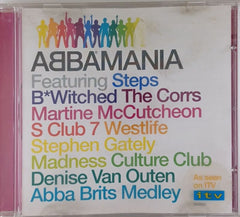 ABBAMANIA
Featuring Steps
B*Witched The Corrs
Martine McCutcheon
S Club 7 Westlife
Stephen Gately
Madness Culture Club
Denise Van Outen
Abba Brits Medley
As seen
on ITV
itv